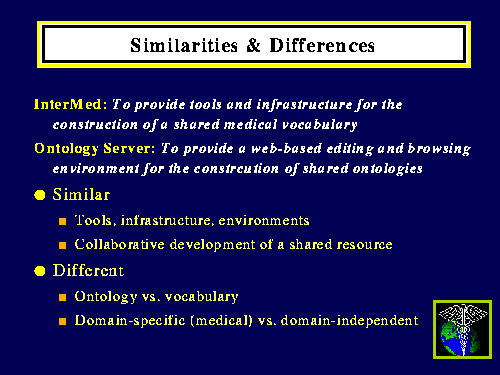 Similarities & Differences
InterMed: To provide tools and infrastructure for the
construction of a shared medical vocabulary
Ontology Server: To provide a web-based editing and browsing
environment for the constrcution of shared ontologies
Similar
Tools, infrastructure, environments
Collaborative development of a shared resource
Different
Ontology vs. vocabulary
Domain-specific (medical) vs. domain-independent